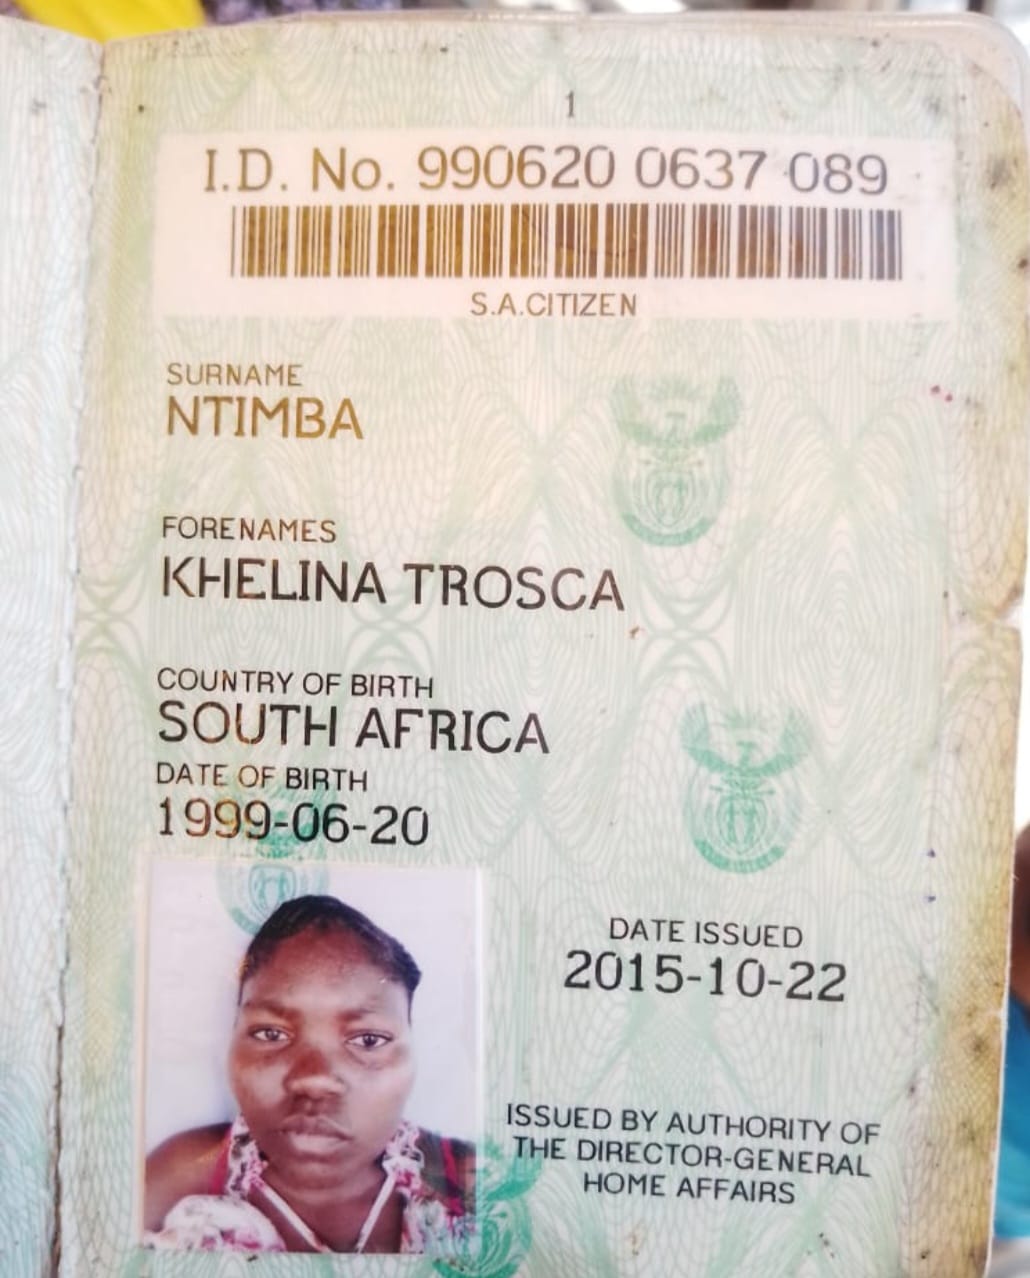 1
I.D. No. 990620 0637 089
S.A.CITIZEN
SURNAME
NTIMBA
FORENAMES
KHELINA TROSCA
COUNTRY OF BIRTH
SOUTH AFRICA
DATE OF BIRTH
1999-06-20
DATE ISSUED
2015-10-22
ISSUED BY AUTHORITY OF
THE DIRECTOR-GENERAL
HOME AFFAIRS